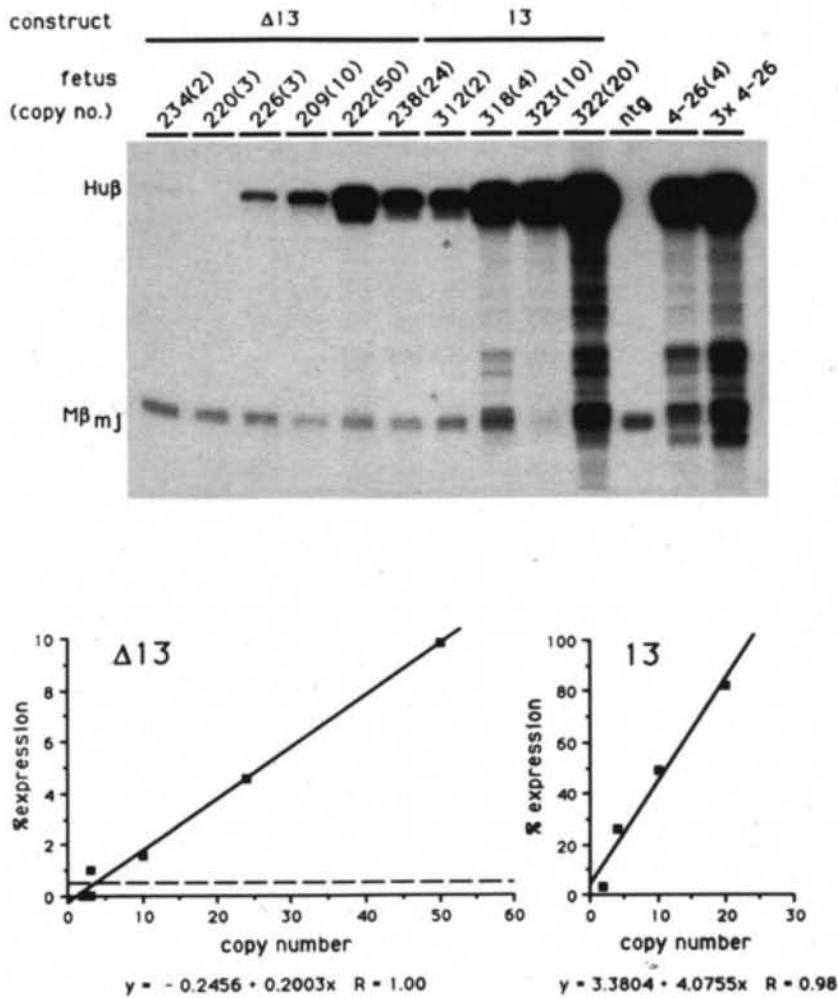 construct Δ13 13
fetus
(copy no.)
234(2) 220(3) 226(3) 209(10) 222(50) 238(24) 312(2) 318(4) 323(10) 322(20) ntg 4-26(4) 3x 4-26
Huβ
Mβmj
Δ13
% expression
10
8
6
4
2
0
0 10 20 30 40 50 60
copy number
y = - 0.2456 + 0.2003x R = 1.00
13
% expression
100
80
60
40
20
0
0 10 20 30
copy number
y = 3.3804 + 4.0755x R = 0.98